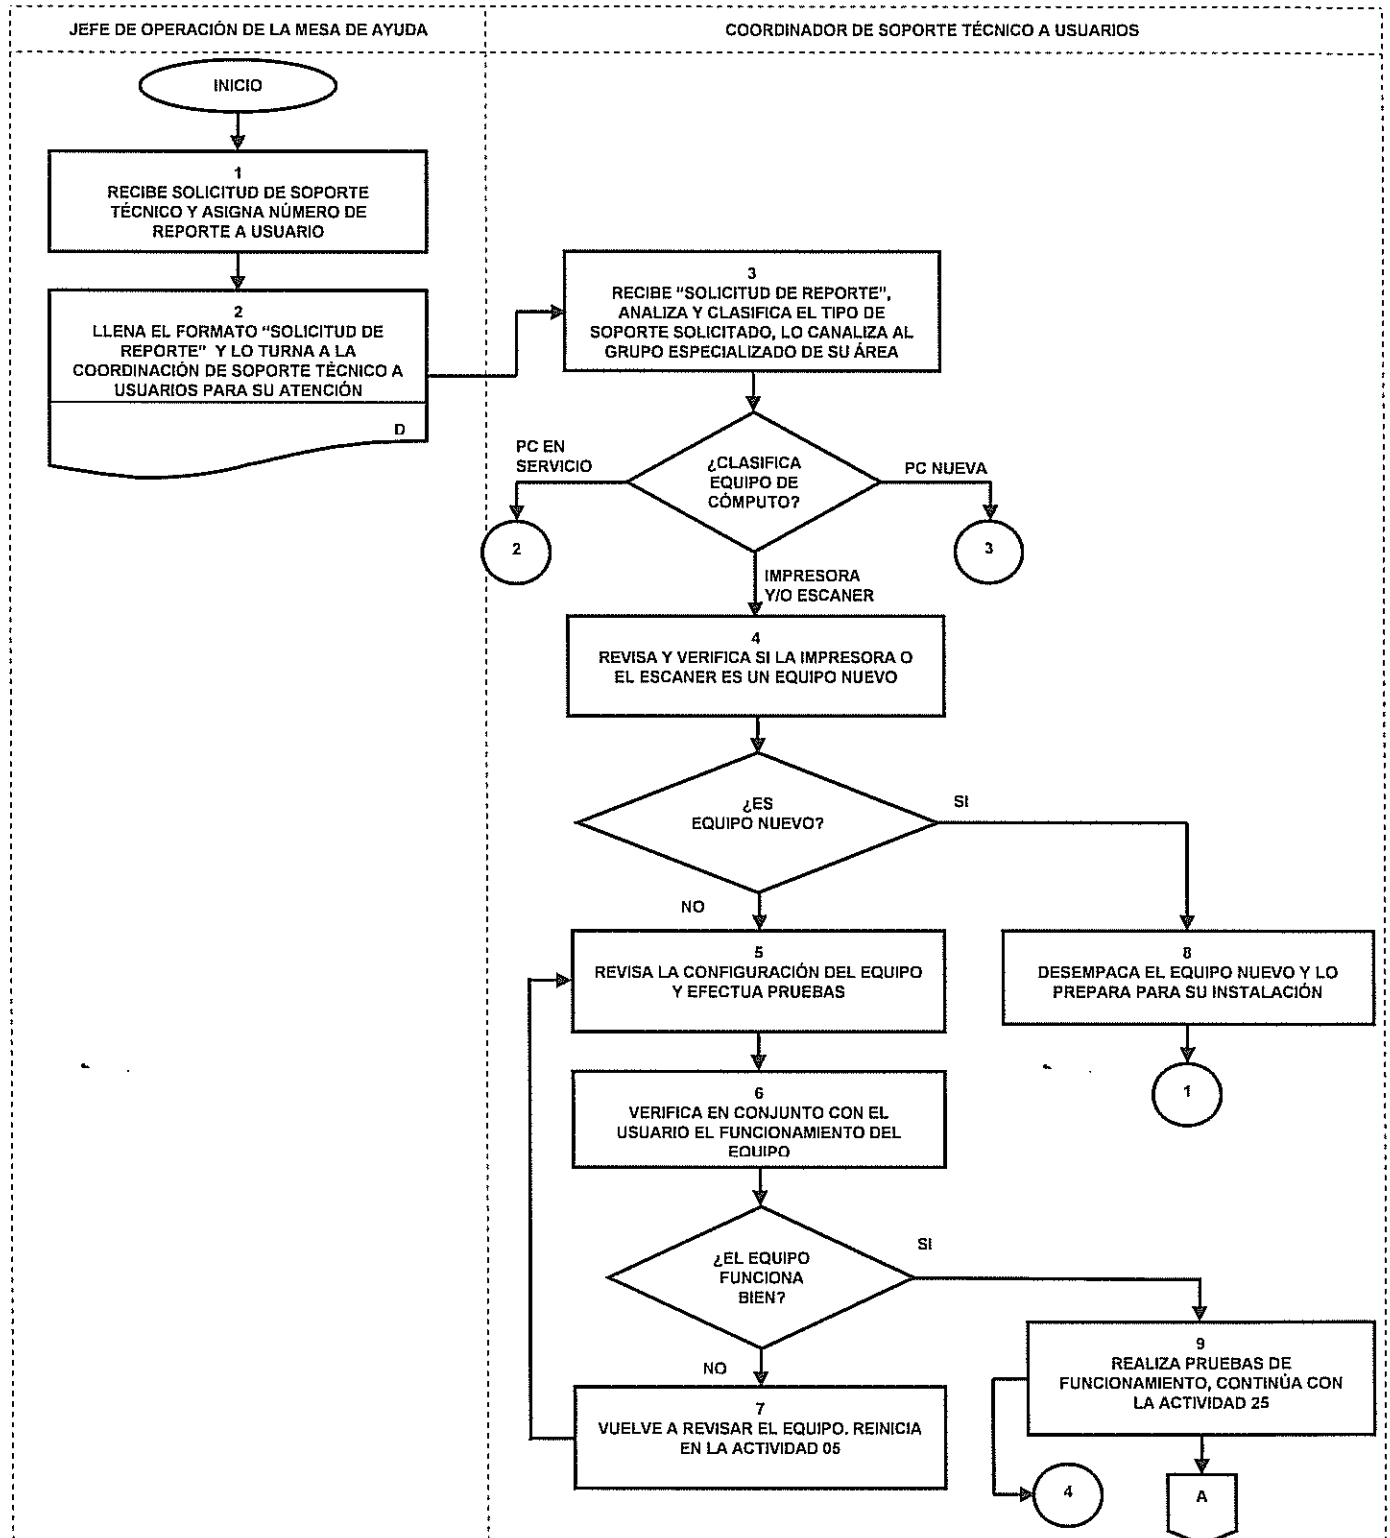 JEFE DE OPERACIÓN DE LA MESA DE AYUDA
COORDINADOR DE SOPORTE TÉCNICO A USUARIOS
INICIO
1
RECIBE SOLICITUD DE SOPORTE
TÉCNICO Y ASIGNA NÚMERO DE
REPORTE A USUARIO
2
LLENA EL FORMATO "SOLICITUD DE
REPORTE" Y LO TURNA A LA
COORDINACIÓN DE SOPORTE TÉCNICO A
USUARIOS PARA SU ATENCIÓN
D
3
RECIBE "SOLICITUD DE REPORTE",
ANALIZA Y CLASIFICA EL TIPO DE
SOPORTE SOLICITADO, LO CANALIZA AL
GRUPO ESPECIALIZADO DE SU ÁREA
¿CLASIFICA
EQUIPO DE
CÓMPUTO?
PC EN
SERVICIO
2
PC NUEVA
3
IMPRESORA
Y/O ESCANER
4
REVISA Y VERIFICA SI LA IMPRESORA O
EL ESCANER ES UN EQUIPO NUEVO
¿ES
EQUIPO NUEVO?
SI
NO
5
REVISA LA CONFIGURACIÓN DEL EQUIPO
Y EFECTUA PRUEBAS
8
DESEMPACA EL EQUIPO NUEVO Y LO
PREPARA PARA SU INSTALACIÓN
1
6
VERIFICA EN CONJUNTO CON EL
USUARIO EL FUNCIONAMIENTO DEL
EQUIPO
¿EL EQUIPO
FUNCIONA
BIEN?
SI
NO
7
VUELVE A REVISAR EL EQUIPO. REINICIA
EN LA ACTIVIDAD 05
9
REALIZA PRUEBAS DE
FUNCIONAMIENTO, CONTINÚA CON
LA ACTIVIDAD 25
4
A